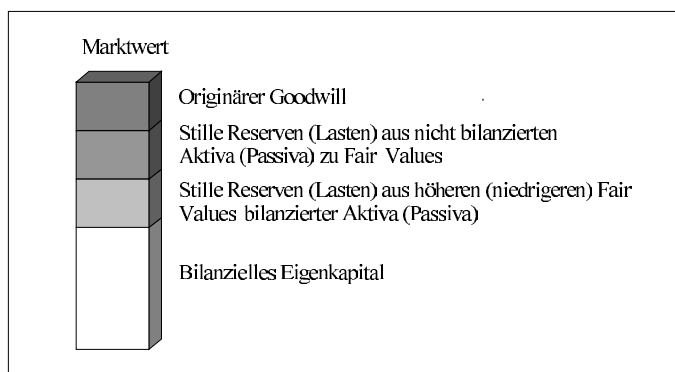 Marktwert
Originärer Goodwill
Stille Reserven (Lasten) aus nicht bilanzierten
Aktiva (Passiva) zu Fair Values
Stille Reserven (Lasten) aus höheren (niedrigeren) Fair
Values bilanzierter Aktiva (Passiva)
Bilanzielles Eigenkapital